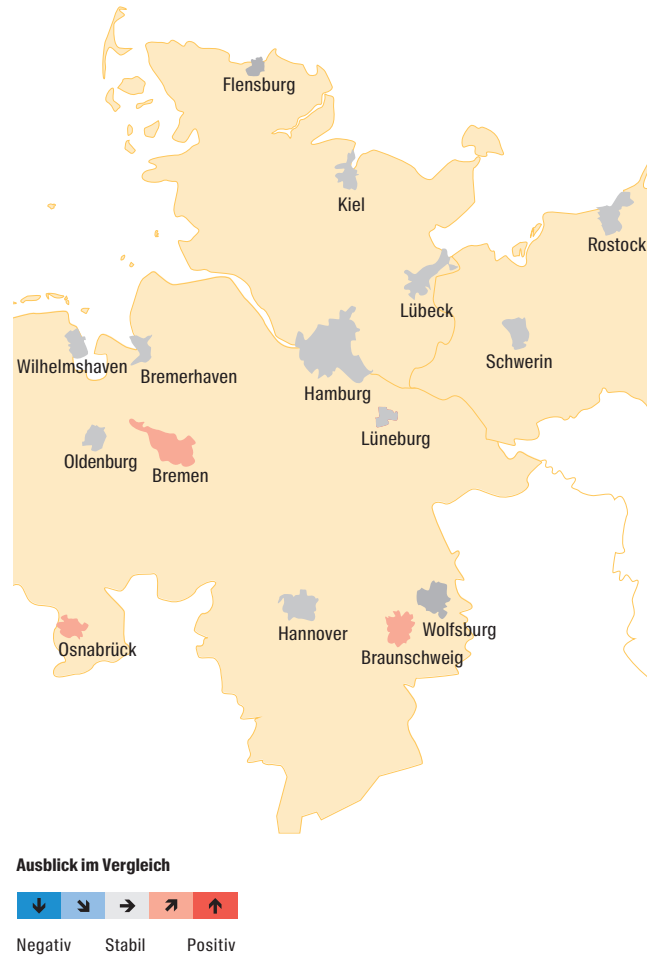 Flensburg
Kiel
Rostock
Lübeck
Wilhelmshaven
Bremerhaven
Schwerin
Hamburg
Lüneburg
Oldenburg
Bremen
Hannover
Wolfsburg
Osnabrück
Braunschweig
Ausblick im Vergleich
Negativ Stabil Positiv